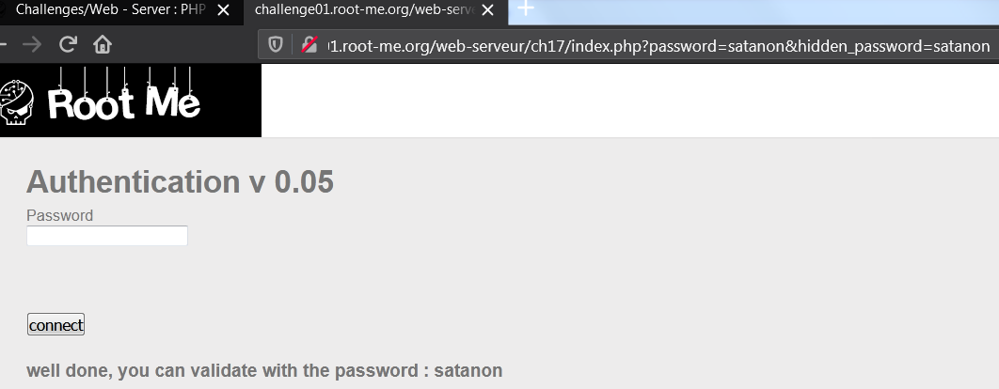 Challenges/Web - Server : PHP
challenge01.root-me.org/web-serv
1.root-me.org/web-serveur/ch17/index.php?password=satanon&hidden_password=satanon
Root Me
Authentication v 0.05
Password
connect
well done, you can validate with the password : satanon